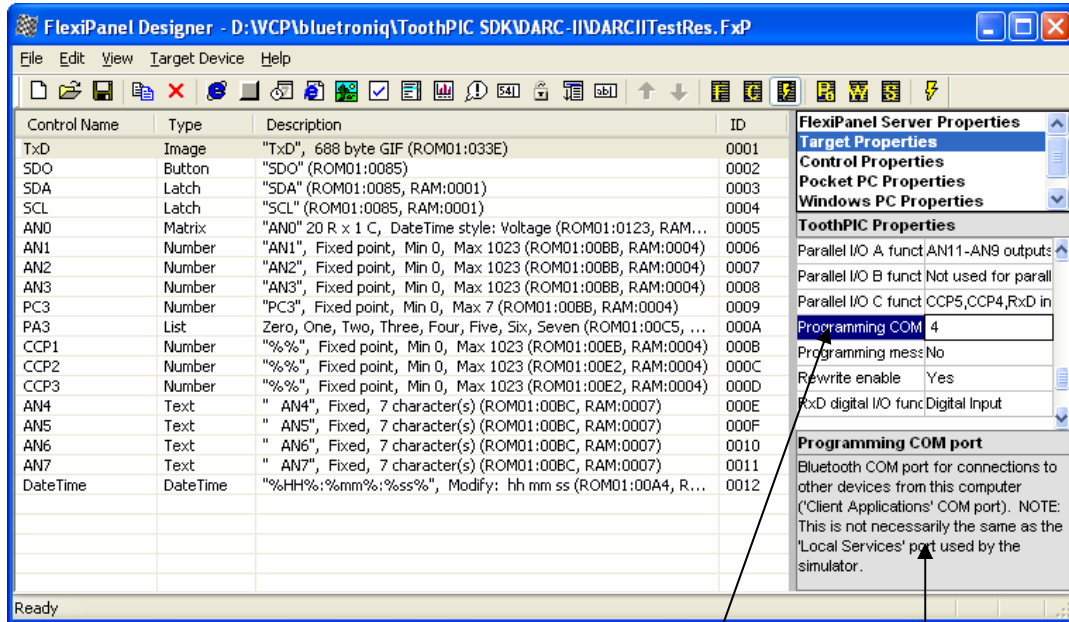 FlexiPanel Designer - D:\VCP\bluetroniq\ToothPIC SDK\DARC-II\DARCIITestRes.FxP
File Edit View Target Device Help
Control Name Type Description ID
TxD Image "TxD", 688 byte GIF (ROM01:033E) 0001
SDO Button "SDO" (ROM01:0085) 0002
SDA Latch "SDA" (ROM01:0085, RAM:0001) 0003
SCL Latch "SCL" (ROM01:0085, RAM:0001) 0004
AN0 Matrix "AN0" 20 R x 1 C, DateTime style: Voltage (ROM01:0123, RAM... 0005
AN1 Number "AN1", Fixed point, Min 0, Max 1023 (ROM01:00BB, RAM:0004) 0006
AN2 Number "AN2", Fixed point, Min 0, Max 1023 (ROM01:00BB, RAM:0004) 0007
AN3 Number "AN3", Fixed point, Min 0, Max 1023 (ROM01:00BB, RAM:0004) 0008
PC3 Number "PC3", Fixed point, Min 0, Max 7 (ROM01:00BB, RAM:0004) 0009
PA3 List Zero, One, Two, Three, Four, Five, Six, Seven (ROM01:00C5, ... 000A
CCP1 Number "%%", Fixed point, Min 0, Max 1023 (ROM01:00EB, RAM:0004) 000B
CCP2 Number "%%", Fixed point, Min 0, Max 1023 (ROM01:00E2, RAM:0004) 000C
CCP3 Number "%%", Fixed point, Min 0, Max 1023 (ROM01:00E2, RAM:0004) 000D
AN4 Text " AN4", Fixed, 7 character(s) (ROM01:00BC, RAM:0007) 000E
AN5 Text " AN5", Fixed, 7 character(s) (ROM01:00BC, RAM:0007) 000F
AN6 Text " AN6", Fixed, 7 character(s) (ROM01:00BC, RAM:0007) 0010
AN7 Text " AN7", Fixed, 7 character(s) (ROM01:00BC, RAM:0007) 0011
DateTime DateTime "%HH%:%mm%:%ss%", Modify: hh mm ss (ROM01:00A4, R... 0012
FlexiPanel Server Properties
Target Properties
Control Properties
Pocket PC Properties
Windows PC Properties
ToothPIC Properties
Parallel I/O A funct AN11-AN9 outputs
Parallel I/O B funct Not used for parall
Parallel I/O C funct CCP5,CCP4,RxD in
Programming COM 4
Programming mess No
Rewrite enable Yes
RxD digital I/O func Digital Input
Programming COM port
Bluetooth COM port for connections to
other devices from this computer
('Client Applications' COM port). NOTE:
This is not necessarily the same as the
'Local Services' port used by the
simulator.
Ready